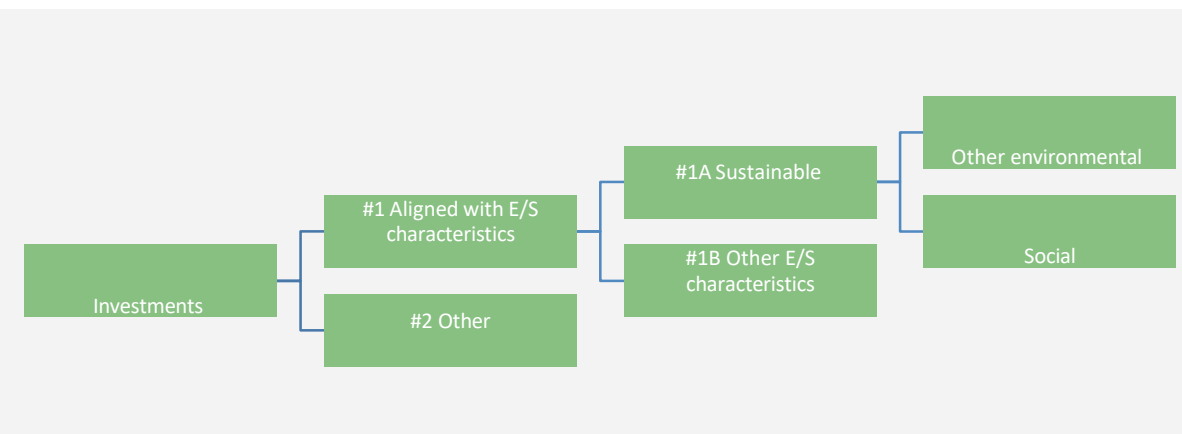 Investments
#1 Aligned with E/S
characteristics
#2 Other
#1A Sustainable
#1B Other E/S
characteristics
Other environmental
Social